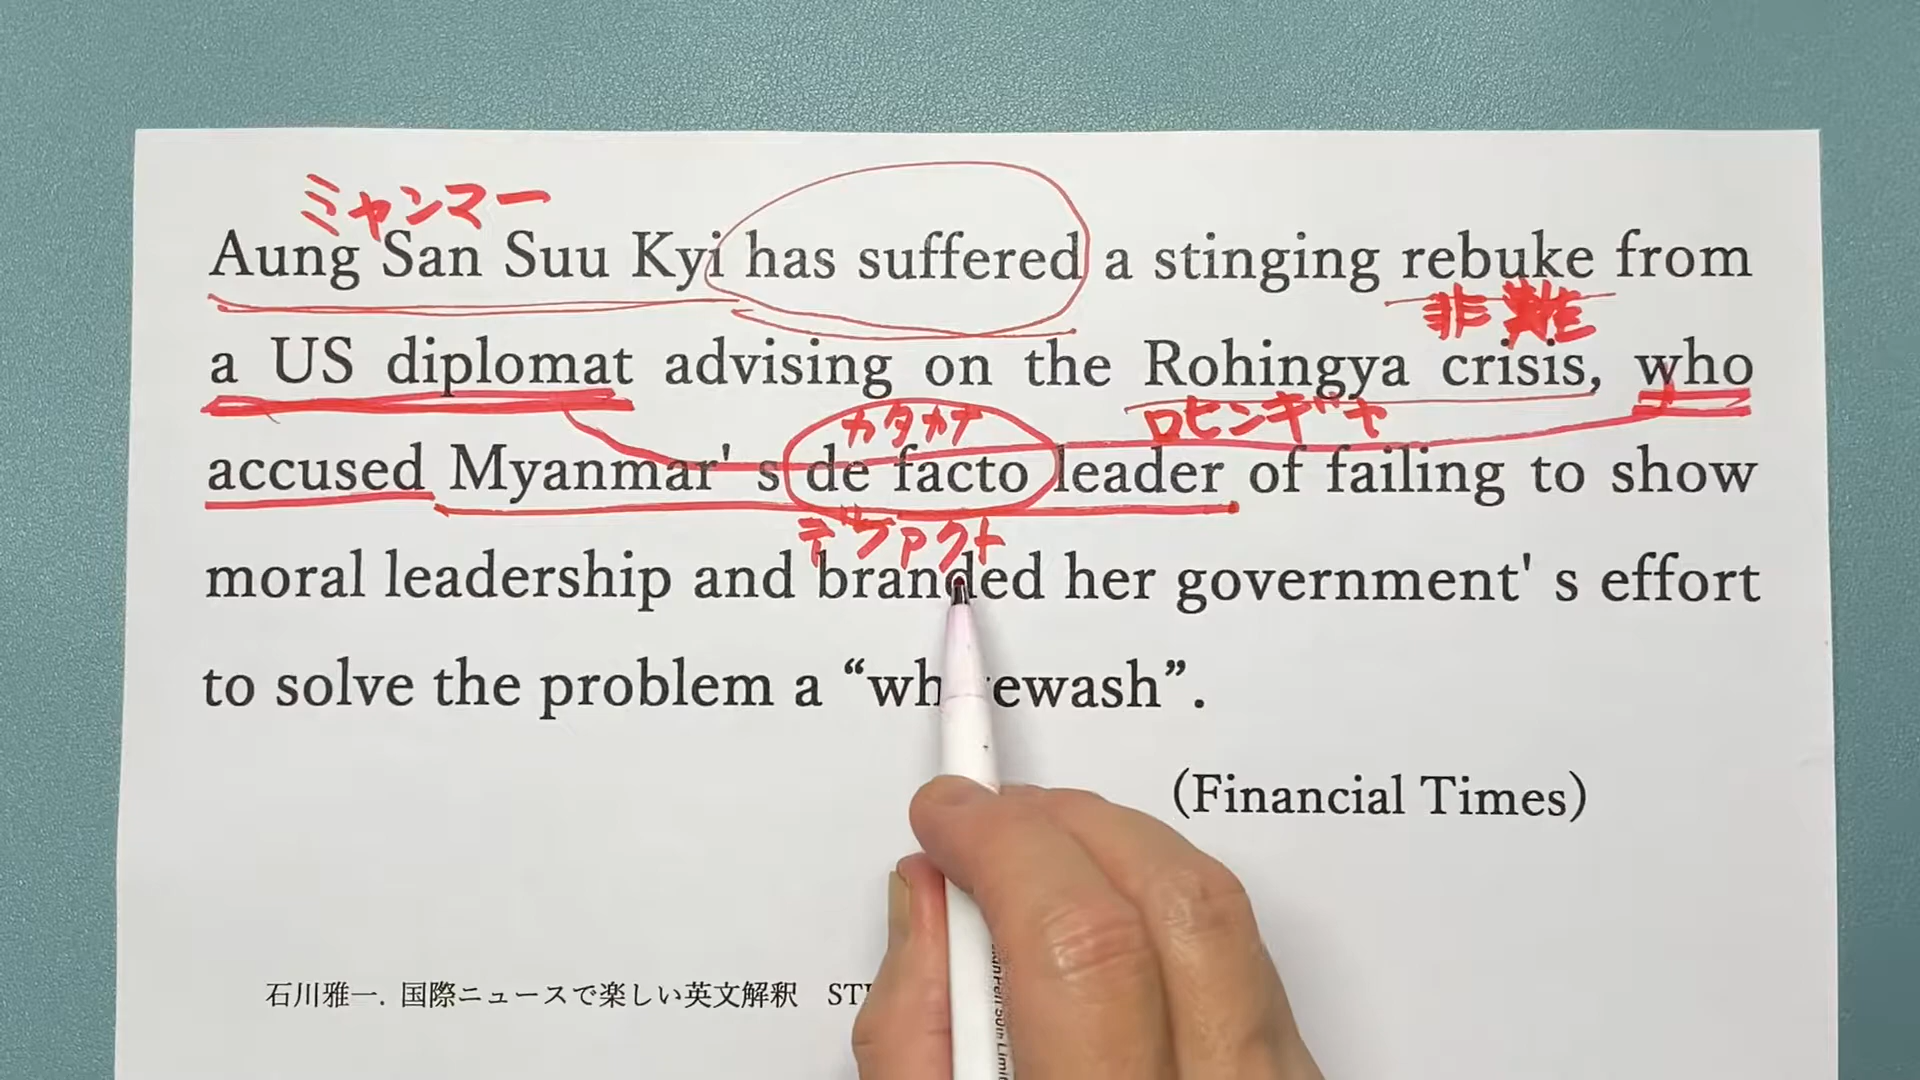 ミャンマー
Aung San Suu Kyi has suffered a stinging rebuke from
非難
a US diplomat advising on the Rohingya crisis, who
カタカナ ロヒンギャ
accused Myanmar' s de facto leader of failing to show
デファクト
moral leadership and branded her government' s effort
to solve the problem a “whitewash”.
(Financial Times)
石川雅一. 国際ニュースで楽しい英文解釈